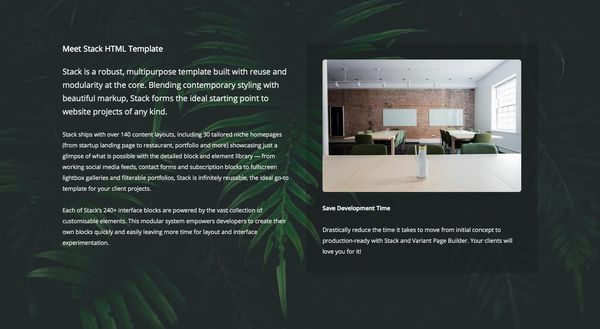 Meet Stack HTML Template
Stack is a robust, multipurpose template built with reuse and
modularity at the core. Blending contemporary styling with
beautiful markup, Stack forms the ideal starting point to
website projects of any kind.
Stack ships with over 140 content layouts, including 30 tailored niche homepages
(from startup landing page to restaurant, portfolio and more) showcasing just a
glimpse of what is possible with the detailed block and element library — from
working social media feeds, contact forms and subscription blocks to fullscreen
lightbox galleries and filterable portfolios, Stack is infinitely reusable, the ideal go-to
template for your client projects.
Each of Stack's 240+ interface blocks are powered by the vast collection of
customisable elements. This modular system empowers developers to create their
own blocks quickly and easily leaving more time for layout and interface
experimentation.
Save Development Time
Drastically reduce the time it takes to move from initial concept to
production-ready with Stack and Variant Page Builder. Your clients will
love you for it!